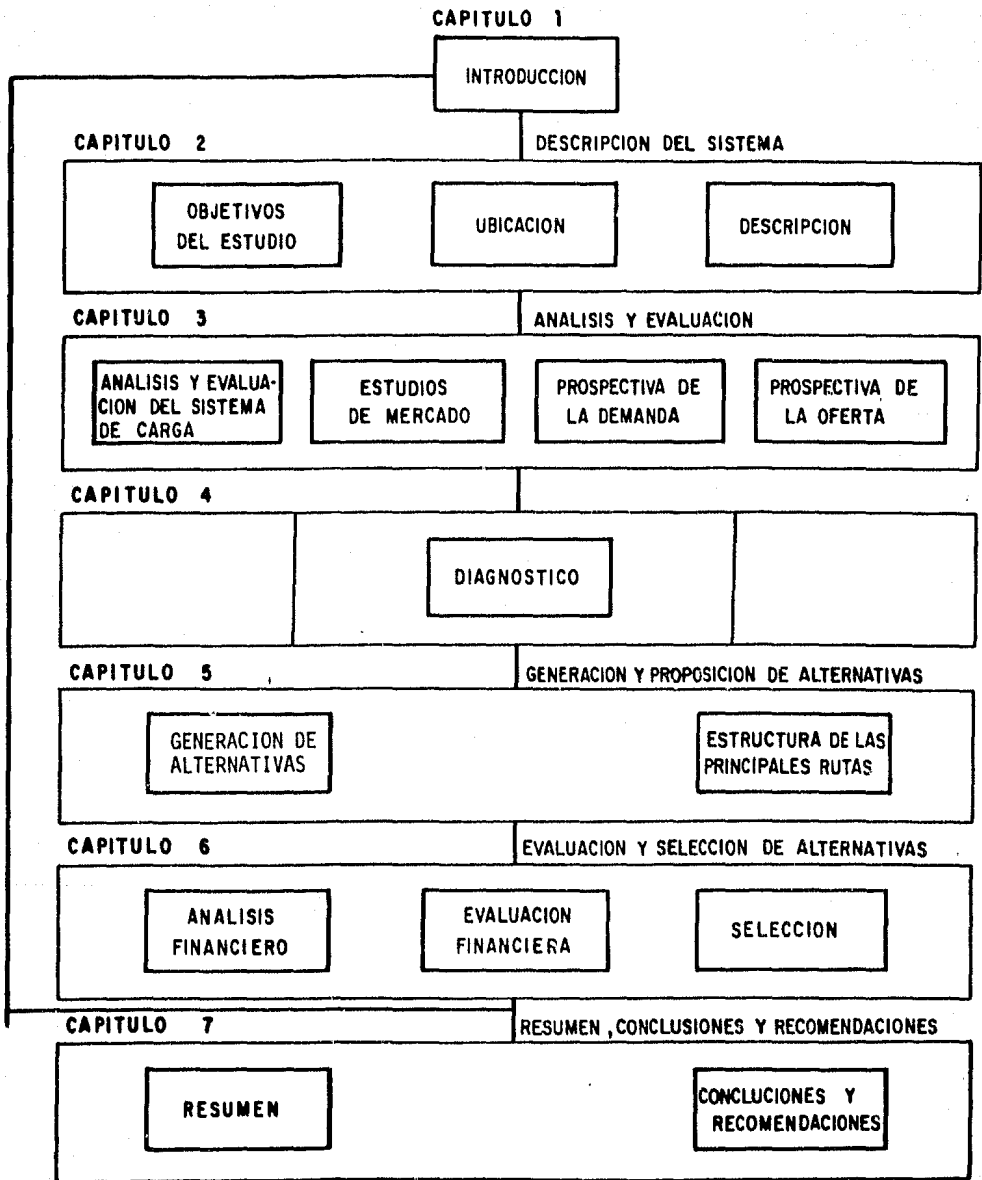 CAPITULO 1
INTRODUCCION
CAPITULO 2
DESCRIPCION DEL SISTEMA
OBJETIVOS
DEL ESTUDIO
UBICACION
DESCRIPCION
CAPITULO 3
ANALISIS Y EVALUACION
ANALISIS Y EVALUA-
CION DEL SISTEMA
DE CARGA
ESTUDIOS
DE MERCADO
PROSPECTIVA DE
LA DEMANDA
PROSPECTIVA DE
LA OFERTA
CAPITULO 4
DIAGNOSTICO
CAPITULO 5
GENERACION Y PROPOSICION DE ALTERNATIVAS
GENERACION DE
ALTERNATIVAS
ESTRUCTURA DE LAS
PRINCIPALES RUTAS
CAPITULO 6
EVALUACION Y SELECCION DE ALTERNATIVAS
ANALISIS
FINANCIERO
EVALUACION
FINANCIERA
SELECCION
CAPITULO 7
RESUMEN , CONCLUSIONES Y RECOMENDACIONES
RESUMEN
CONCLUCIONES Y
RECOMENDACIONES